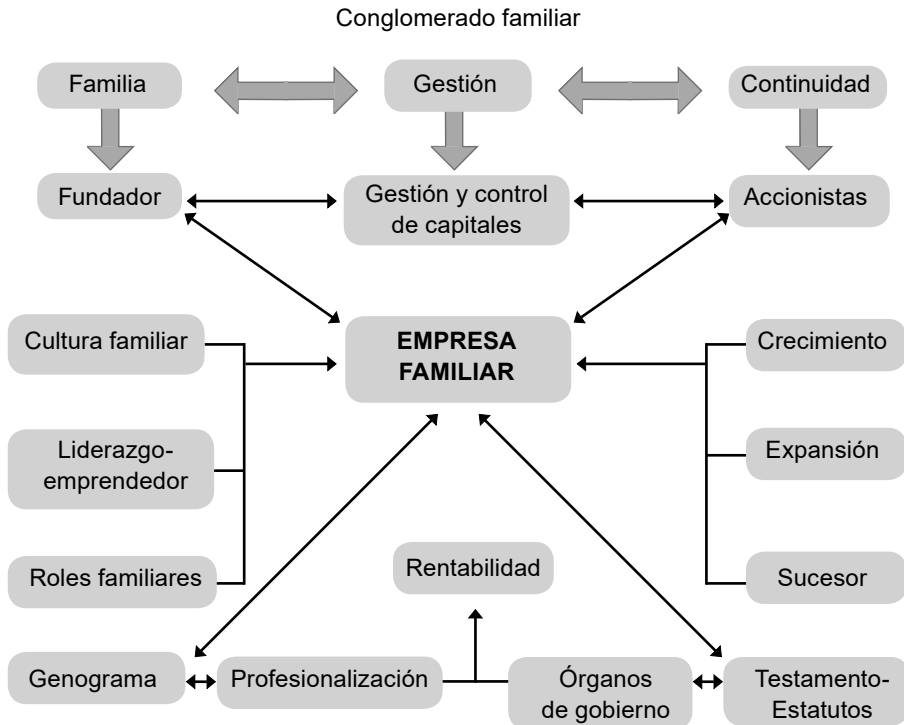 Conglomerado familiar
Familia
Gestión
Continuidad
Fundador
Gestión y control
de capitales
Accionistas
Cultura familiar
EMPRESA
FAMILIAR
Crecimiento
Liderazgo-
emprendedor
Expansión
Roles familiares
Rentabilidad
Sucesor
Genograma
Profesionalización
Órganos
de gobierno
Testamento-
Estatutos